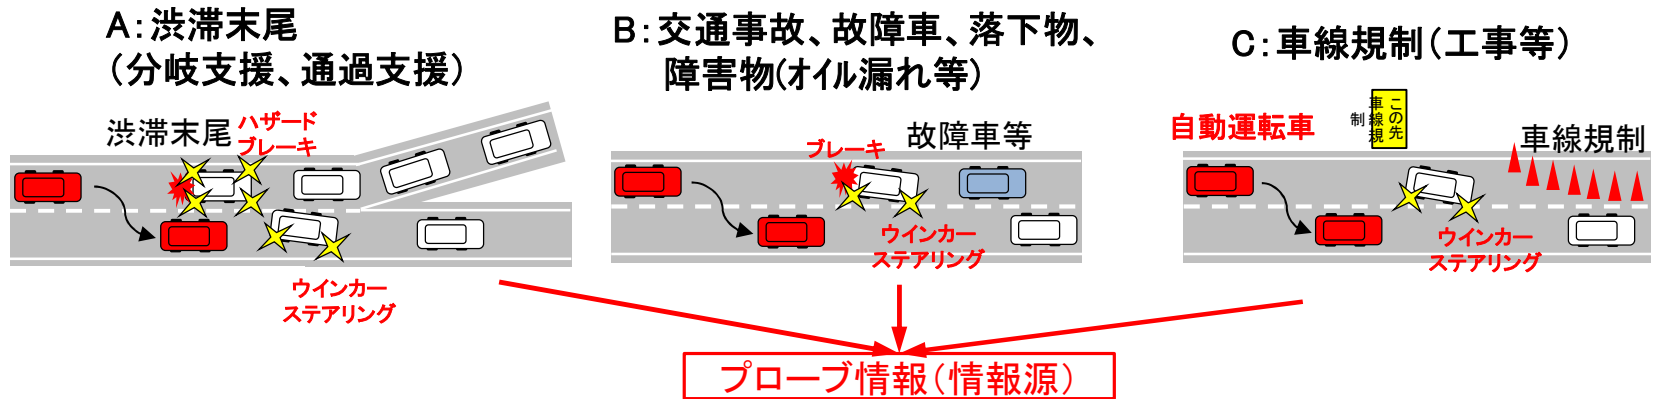 A：渋滞末尾
（分岐支援、通過支援）
渋滞末尾
ハザード
ブレーキ
ウインカー
ステアリング
B：交通事故、故障車、落下物、
障害物(オイル漏れ等)
ブレーキ
故障車等
ウインカー
ステアリング
C：車線規制（工事等）
自動運転車
この先
車線規
制
車線規制
ウインカー
ステアリング
プローブ情報（情報源）